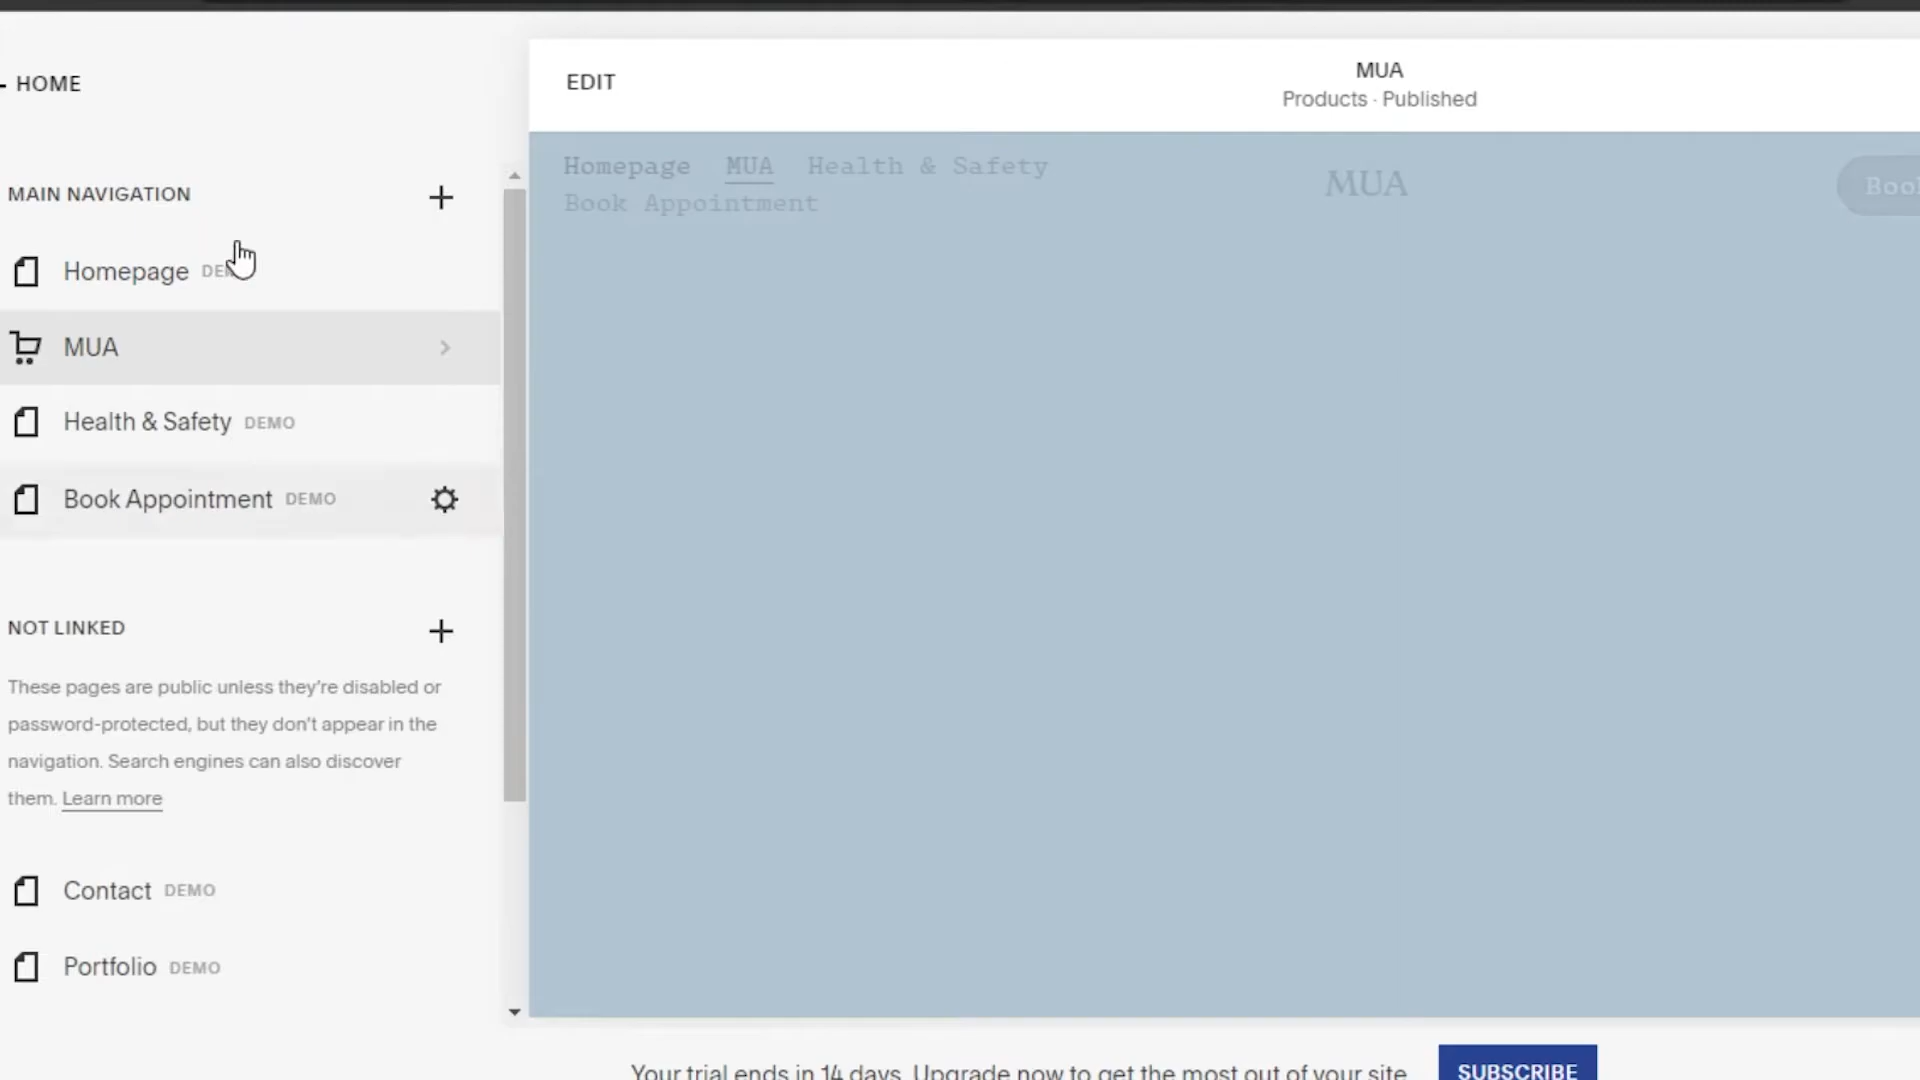 HOME
MAIN NAVIGATION
Homepage
MUA
Health & Safety DEMO
Book Appointment DEMO
NOT LINKED
These pages are public unless they're disabled or
password-protected, but they don't appear in the
navigation. Search engines can also discover
them. Learn more
Contact DEMO
Portfolio DEMO
EDIT
MUA
Products · Published
Homepage MUA Health & Safety
Book Appointment
MUA
Your trial ends in 14 days. Upgrade now to get the most out of your site.
SUBSCRIBE